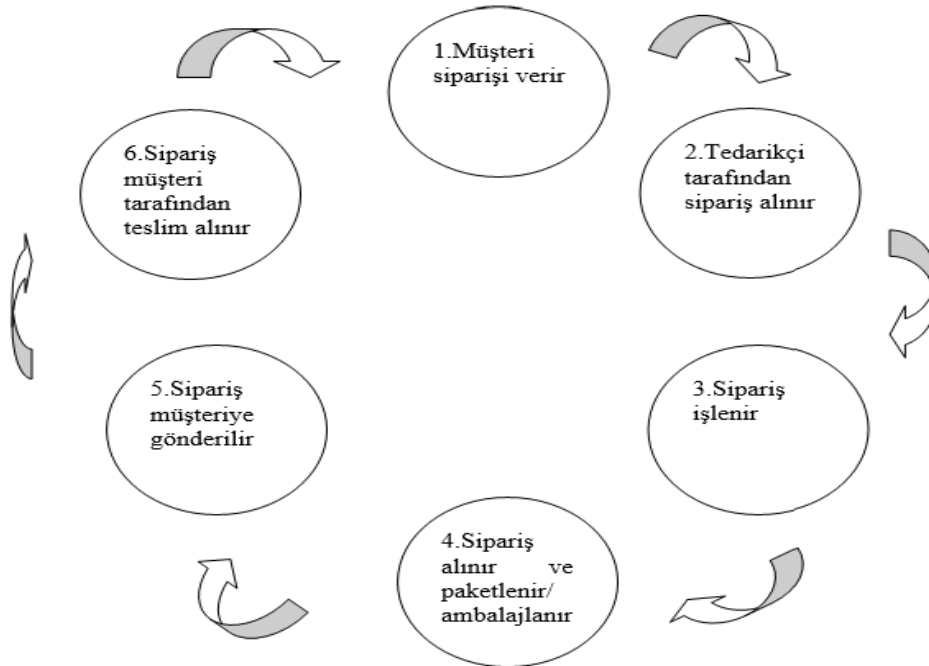 1.Müşteri
siparişi verir
2.Tedarikçi
tarafından
sipariş alınır
3.Sipariş
işlenir
4.Sipariş
alınır ve
paketlenir/
ambalajlanır
5.Sipariş
müşteriye
gönderilir
6.Sipariş
müşteri
tarafından
teslim alınır